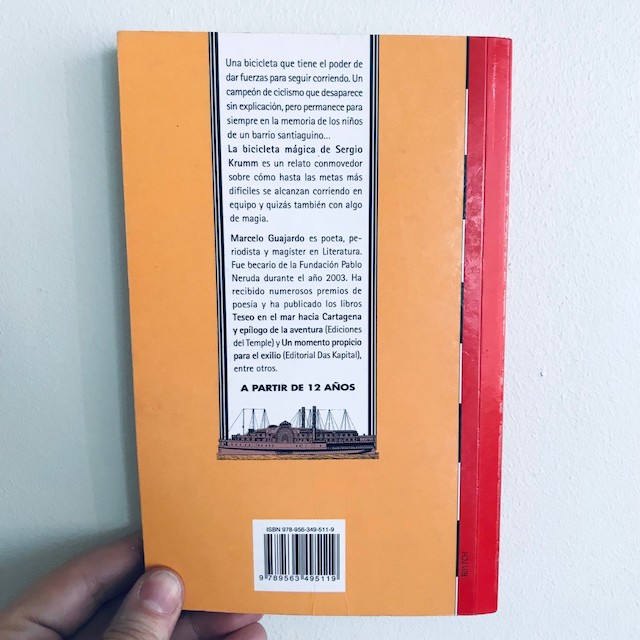 Una bicicleta que tiene el poder de
dar fuerzas para seguir corriendo. Un
campeón de ciclismo que desaparece
sin explicación, pero permanece para
siempre en la memoria de los niños
de un barrio santiaguino...
La bicicleta mágica de Sergio
Krumm es un relato conmovedor
sobre cómo hasta las metas más
difíciles se alcanzan corriendo en
equipo y quizás también con algo
de magia.
Marcelo Guajardo es poeta, pe-
riodista y magíster en Literatura.
Fue becario de la Fundación Pablo
Neruda durante el año 2003. Ha
recibido numerosos premios de
poesía y ha publicado los libros
Teseo en el mar hacia Cartagena
y epílogo de la aventura (Ediciones
del Temple) y Un momento propicio
para el exilio (Editorial Das Kapital),
entre otros.
A PARTIR DE 12 AÑOS
ISBN 978-956-349-511-9
9 789563 495119